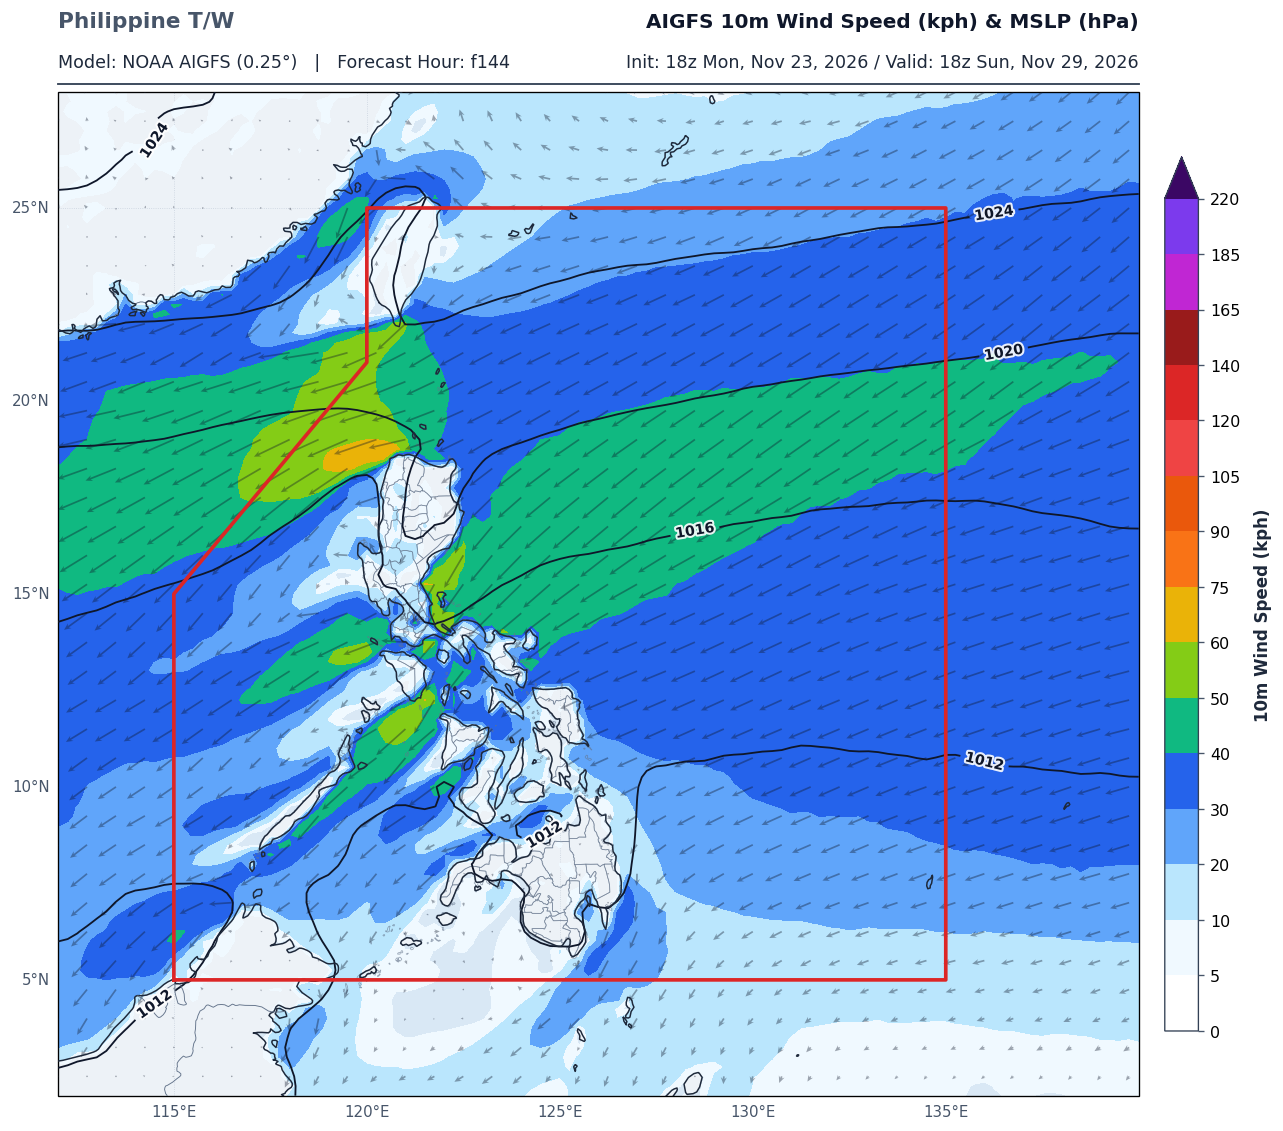 Philippine T/W
AIGFS 10m Wind Speed (kph) & MSLP (hPa)
Model: NOAA AIGFS (0.25°)   |   Forecast Hour: f144
Init: 18z Mon, Nov 23, 2026 / Valid: 18z Sun, Nov 29, 2026
1024
1024
1020
1016
1012
1012
1012
25°N
20°N
15°N
10°N
5°N
115°E
120°E
125°E
130°E
135°E
220
185
165
140
120
105
90
75
60
50
40
30
20
10
5
0
10m Wind Speed (kph)